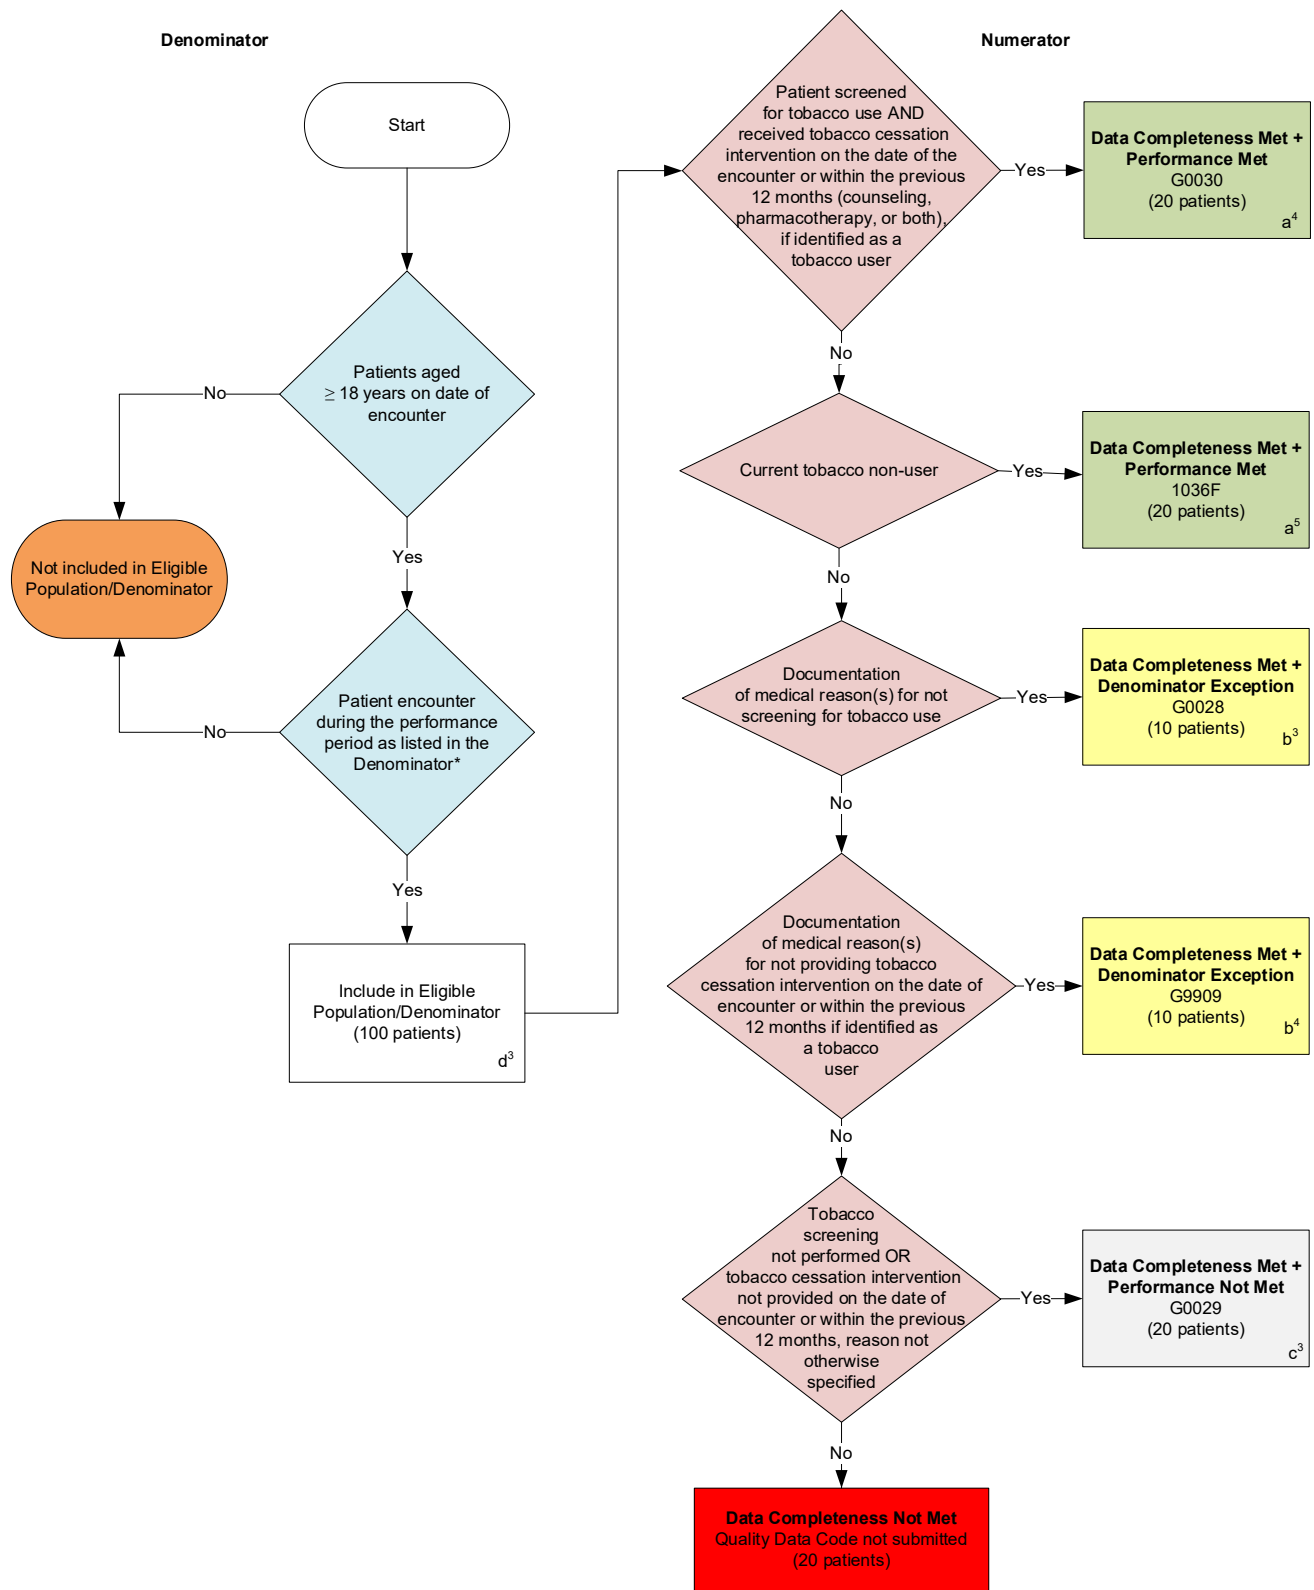 Denominator
Start
Patients aged
≥ 18 years on date of
encounter
No
Yes
Not included in Eligible
Population/Denominator
Patient encounter
during the performance
period as listed in the
Denominator*
No
Yes
Include in Eligible
Population/Denominator
(100 patients)
d³
Numerator
Patient screened
for tobacco use AND
received tobacco cessation
intervention on the date of the
encounter or within the previous
12 months (counseling,
pharmacotherapy, or both),
if identified as a
tobacco user
Yes
Data Completeness Met +
Performance Met
G0030
(20 patients)
a⁴
No
Current tobacco non-user
Yes
Data Completeness Met +
Performance Met
1036F
(20 patients)
a⁵
No
Documentation
of medical reason(s) for not
screening for tobacco use
Yes
Data Completeness Met +
Denominator Exception
G0028
(10 patients)
b³
No
Documentation
of medical reason(s)
for not providing tobacco
cessation intervention on the date of
encounter or within the previous
12 months if identified as
a tobacco
user
Yes
Data Completeness Met +
Denominator Exception
G9909
(10 patients)
b⁴
No
Tobacco
screening
not performed OR
tobacco cessation intervention
not provided on the date of
encounter or within the previous
12 months, reason not
otherwise
specified
Yes
Data Completeness Met +
Performance Not Met
G0029
(20 patients)
c³
No
Data Completeness Not Met
Quality Data Code not submitted
(20 patients)